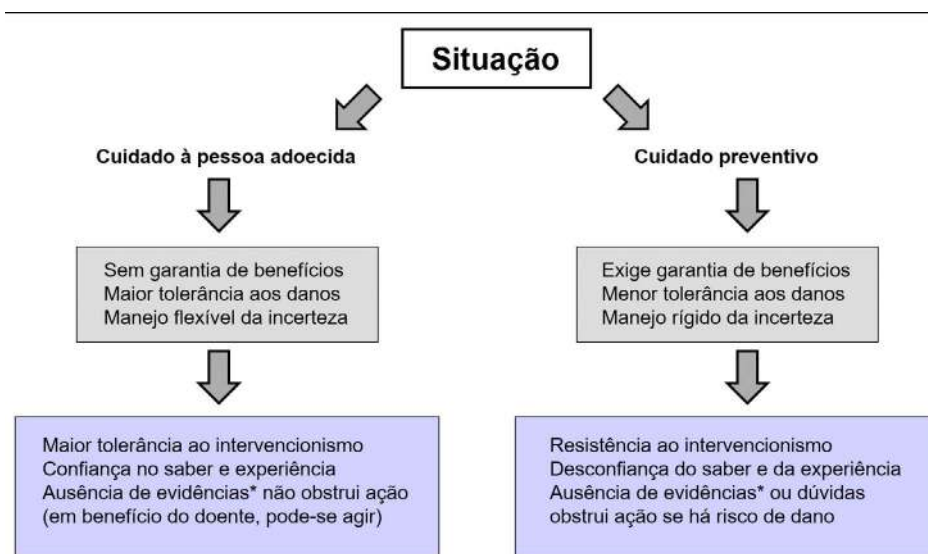 Situação
Cuidado à pessoa adoecida
Cuidado preventivo
Sem garantia de benefícios
Maior tolerância aos danos
Manejo flexível da incerteza
Exige garantia de benefícios
Menor tolerância aos danos
Manejo rígido da incerteza
Maior tolerância ao intervencionismo
Confiança no saber e experiência
Ausência de evidências* não obstrui ação
(em benefício do doente, pode-se agir)
Resistência ao intervencionismo
Desconfiança do saber e da experiência
Ausência de evidências* ou dúvidas
obstrui ação se há risco de dano